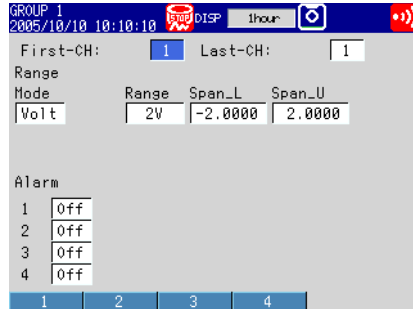 GROUP 1
2005/10/10 10:10:10 STOP DISP 1hour
First-CH: 1 Last-CH: 1
Range
Mode Range Span_L Span_U
Volt 2V -2.0000 2.0000
Alarm
1 Off
2 Off
3 Off
4 Off
1 2 3 4